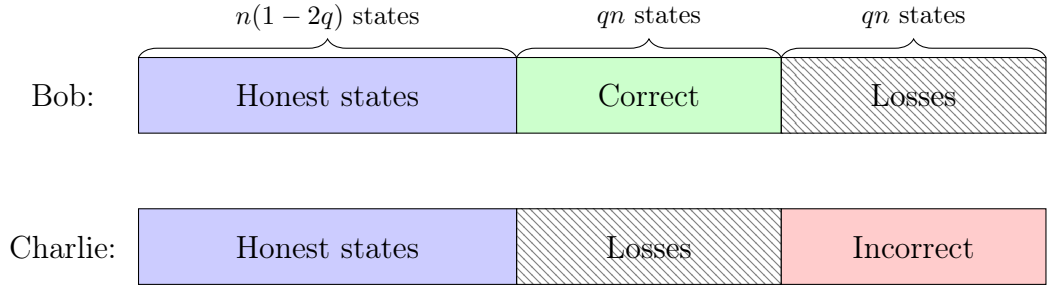 n(1 − 2q) states qn states qn states
Bob: Honest states Correct Losses
Charlie: Honest states Losses Incorrect